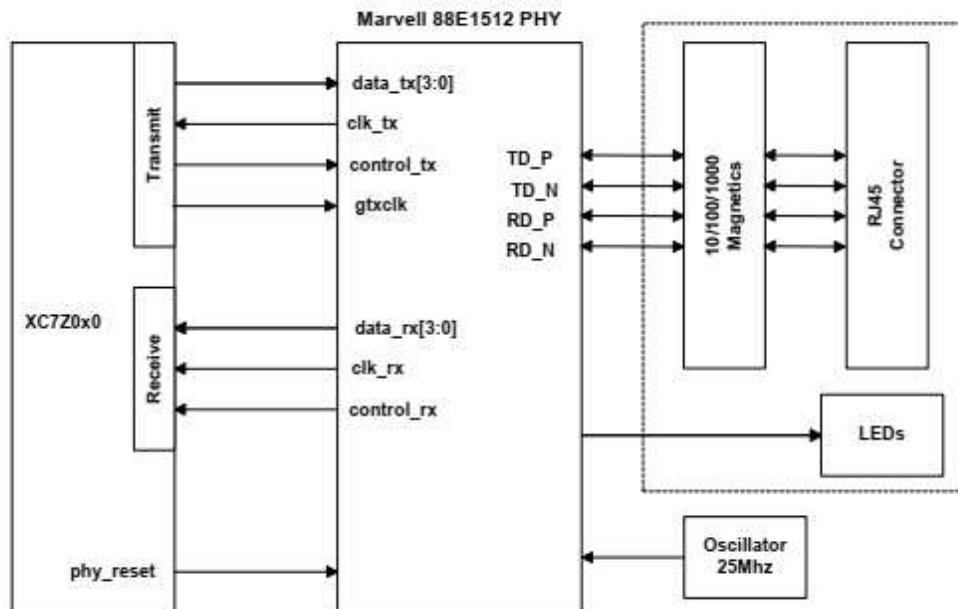 Marvell 88E1512 PHY
XC7Z0x0
Transmit
Receive
phy_reset
data_tx[3:0]
clk_tx
control_tx
gtxclk
data_rx[3:0]
clk_rx
control_rx
TD_P
TD_N
RD_P
RD_N
10/100/1000
Magnetics
RJ45
Connector
LEDs
Oscillator
25Mhz